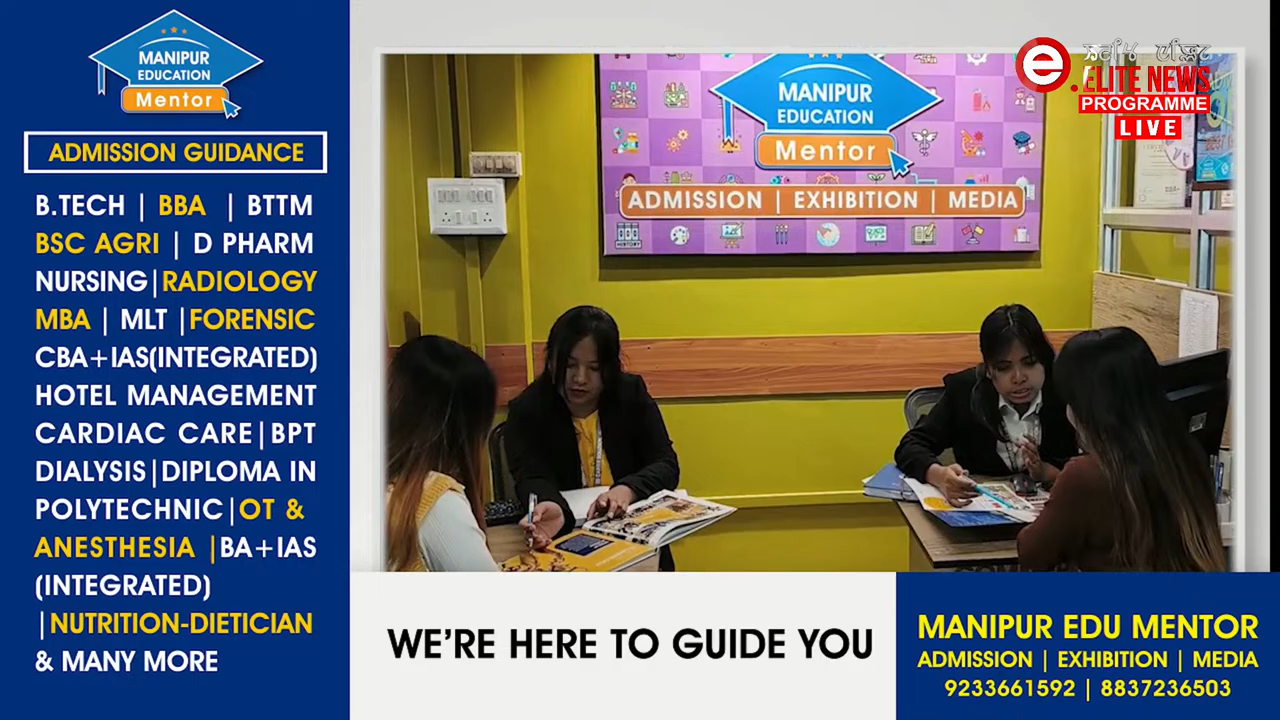 MANIPUR
EDUCATION
Mentor
ADMISSION GUIDANCE
B.TECH | BBA | BTTM
BSC AGRI | D PHARM
NURSING|RADIOLOGY
MBA | MLT |FORENSIC
CBA+IAS(INTEGRATED)
HOTEL MANAGEMENT
CARDIAC CARE|BPT
DIALYSIS|DIPLOMA IN
POLYTECHNIC|OT &
ANESTHESIA |BA+IAS
(INTEGRATED)
|NUTRITION-DIETICIAN
& MANY MORE
MANIPUR
EDUCATION
Mentor
ADMISSION | EXHIBITION | MEDIA
HISTORY
e.
ELITE NEWS
PROGRAMME
LIVE
WE'RE HERE TO GUIDE YOU
MANIPUR EDU MENTOR
ADMISSION | EXHIBITION | MEDIA
9233661592 | 8837236503